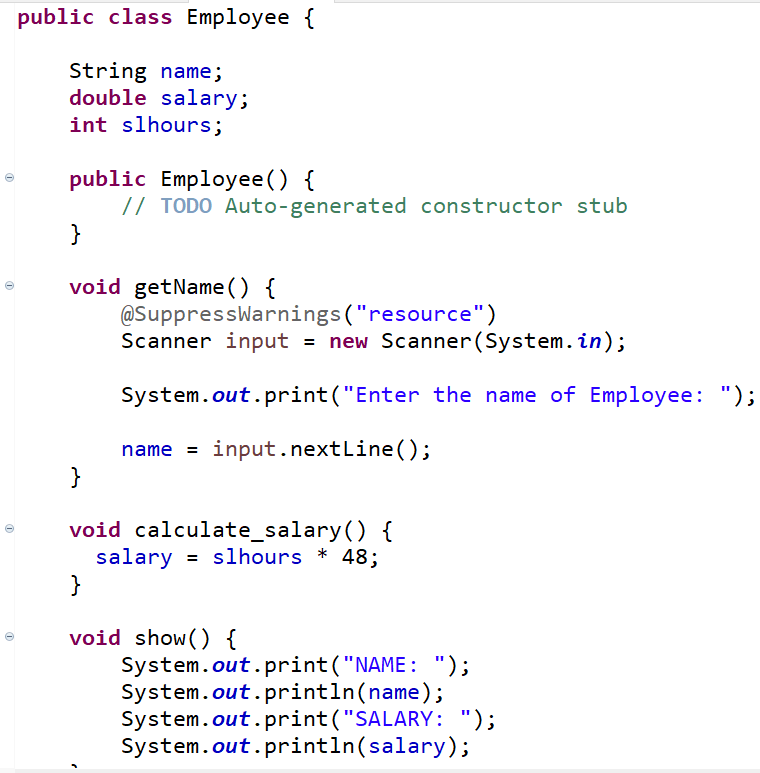 public class Employee {
String name;
double salary;
int slhours;
public Employee() {
// TODO Auto-generated constructor stub
}
void getName() {
@SuppressWarnings("resource")
Scanner input = new Scanner(System.in);
System.out.print("Enter the name of Employee: ");
name = input.nextLine();
}
void calculate_salary() {
salary = slhours * 48;
}
void show() {
System.out.print("NAME: ");
System.out.println(name);
System.out.print("SALARY: ");
System.out.println(salary);
}